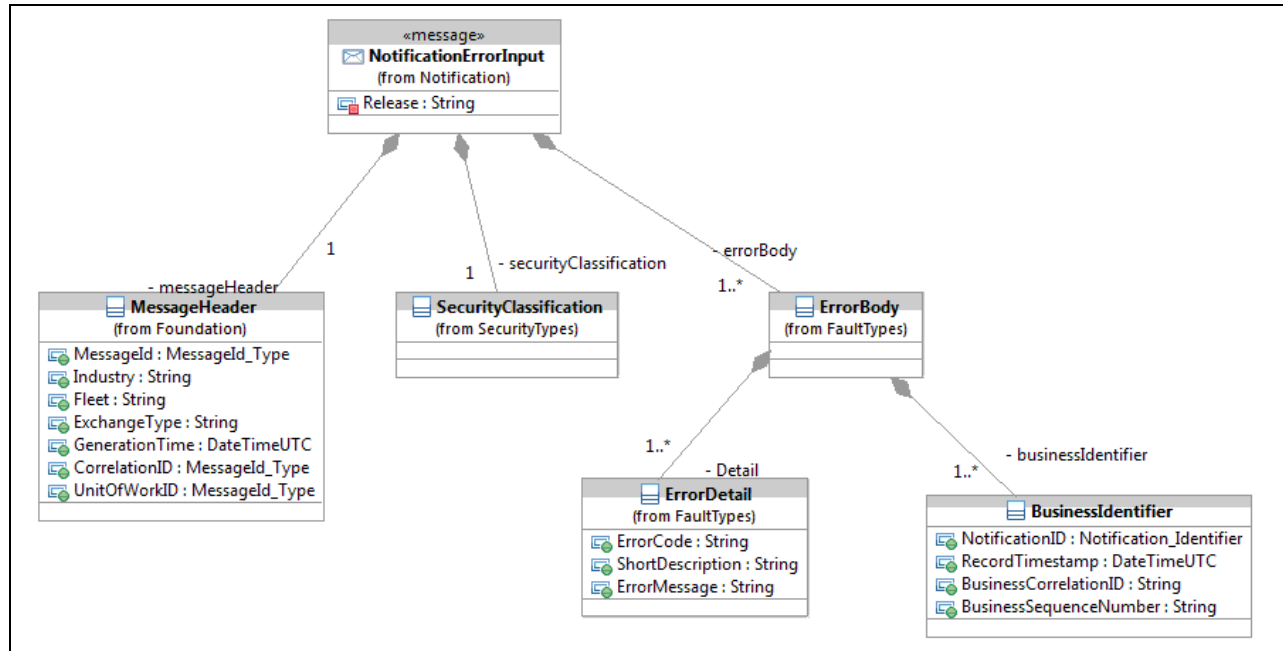 «message»
NotificationErrorInput
(from Notification)
Release : String
1
- messageHeader
1
- securityClassification
- errorBody
1..*
MessageHeader
(from Foundation)
MessageId : MessageId_Type
Industry : String
Fleet : String
ExchangeType : String
GenerationTime : DateTimeUTC
CorrelationID : MessageId_Type
UnitOfWorkID : MessageId_Type
SecurityClassification
(from SecurityTypes)
ErrorBody
(from FaultTypes)
1..*
- Detail
1..*
- businessIdentifier
ErrorDetail
(from FaultTypes)
ErrorCode : String
ShortDescription : String
ErrorMessage : String
BusinessIdentifier
NotificationID : Notification_Identifier
RecordTimestamp : DateTimeUTC
BusinessCorrelationID : String
BusinessSequenceNumber : String